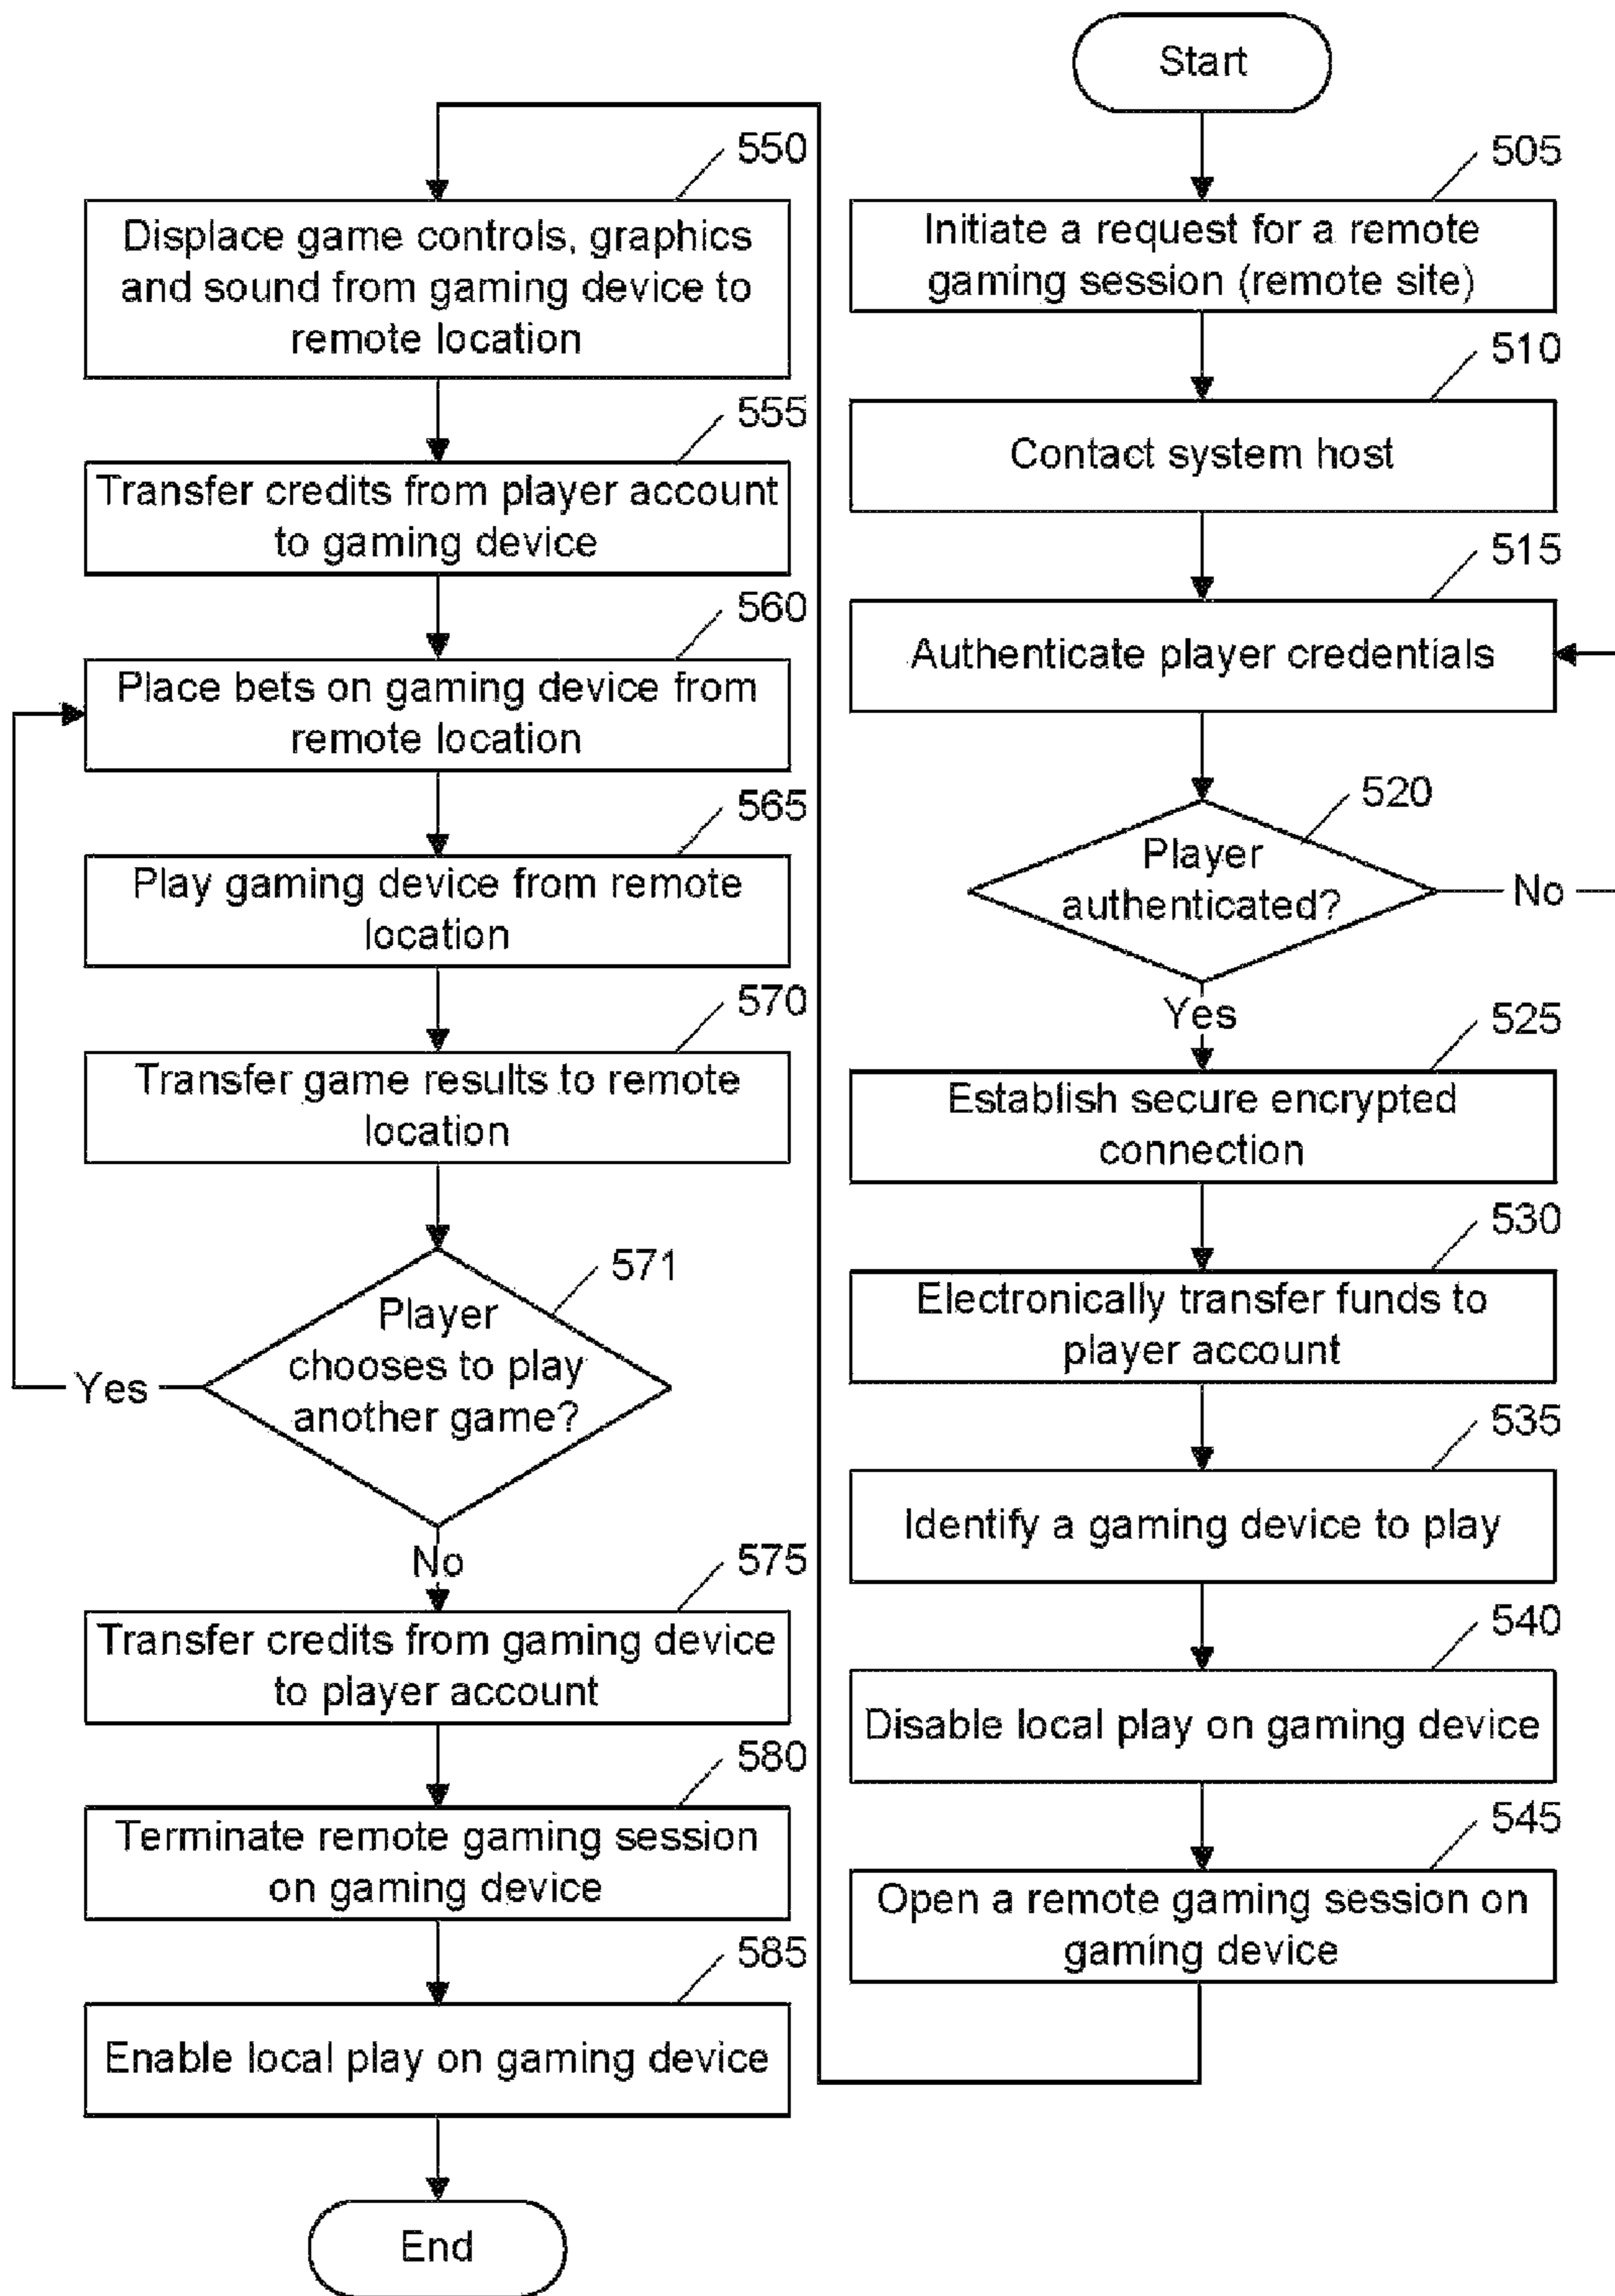 Start
505
Initiate a request for a remote
gaming session (remote site)
510
Contact system host
515
Authenticate player credentials
520
Player
authenticated?
No
Yes
525
Establish secure encrypted
connection
530
Electronically transfer funds to
player account
535
Identify a gaming device to play
540
Disable local play on gaming device
545
Open a remote gaming session on
gaming device
550
Displace game controls, graphics
and sound from gaming device to
remote location
555
Transfer credits from player account
to gaming device
560
Place bets on gaming device from
remote location
565
Play gaming device from remote
location
570
Transfer game results to remote
location
571
Player
chooses to play
another game?
Yes
No
575
Transfer credits from gaming device
to player account
580
Terminate remote gaming session
on gaming device
585
Enable local play on gaming device
End